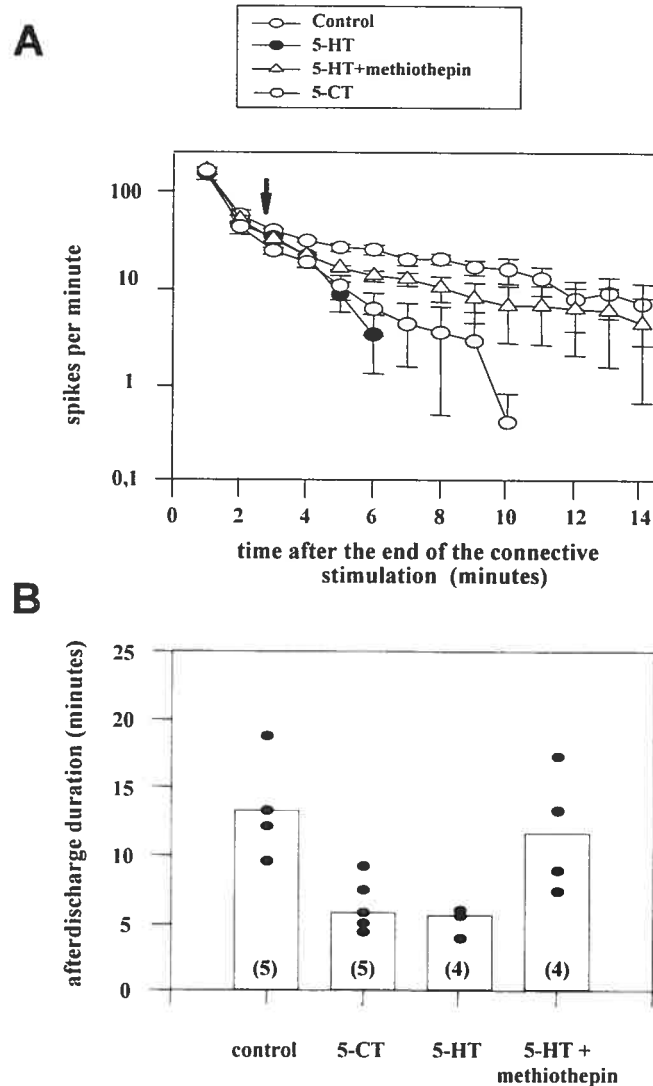 A
Control
5-HT
5-HT+methiothepin
5-CT
spikes per minute
100
10
1
0,1
0 2 4 6 8 10 12 14
time after the end of the connective
stimulation (minutes)
B
afterdischarge duration (minutes)
25
20
15
10
5
0
(5) (5) (4) (4)
control 5-CT 5-HT 5-HT +
methiothepin